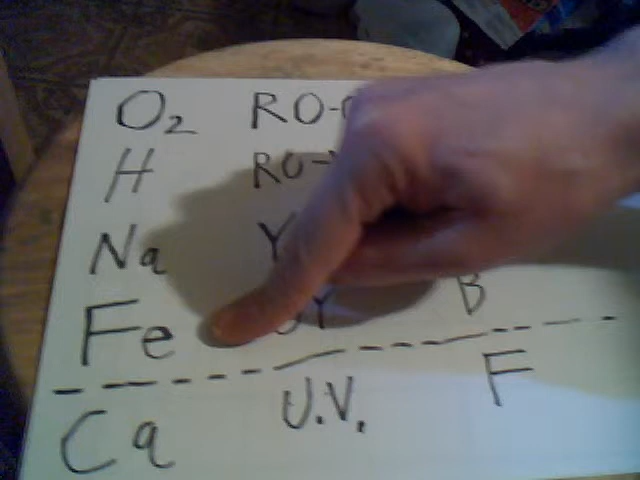 O2 RO-
H RO-
Na Y
Fe Y B
Ca U.V. F